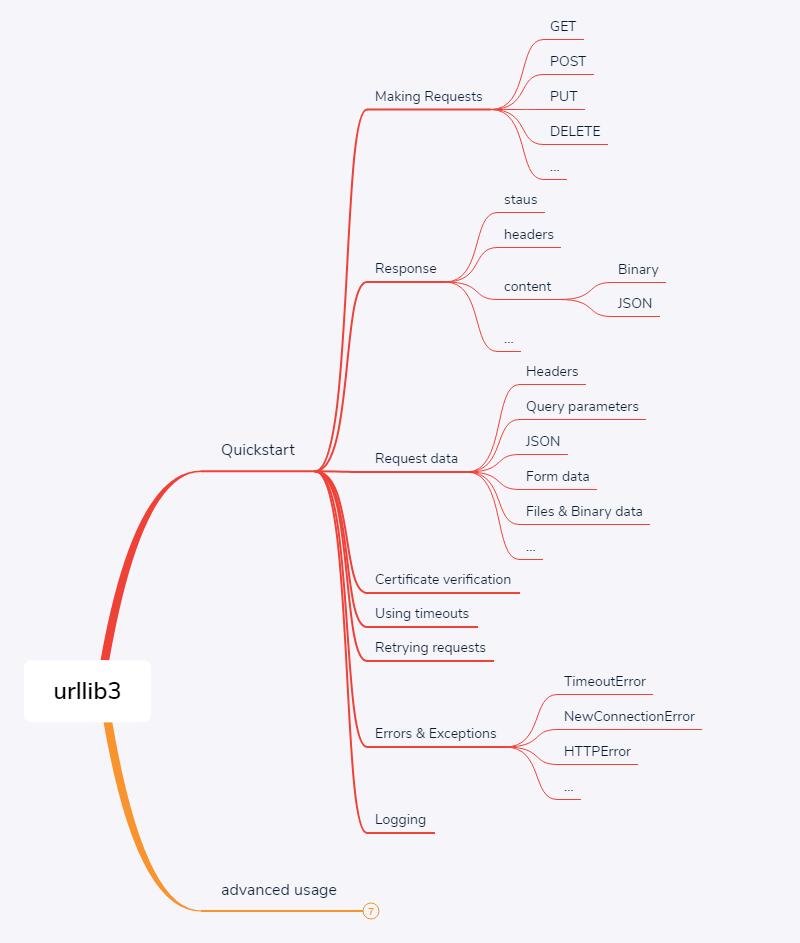 urllib3
Quickstart
Making Requests
GET
POST
PUT
DELETE
...
Response
staus
headers
content
Binary
JSON
...
Request data
Headers
Query parameters
JSON
Form data
Files & Binary data
...
Certificate verification
Using timeouts
Retrying requests
Errors & Exceptions
TimeoutError
NewConnectionError
HTTPError
...
Logging
advanced usage
7